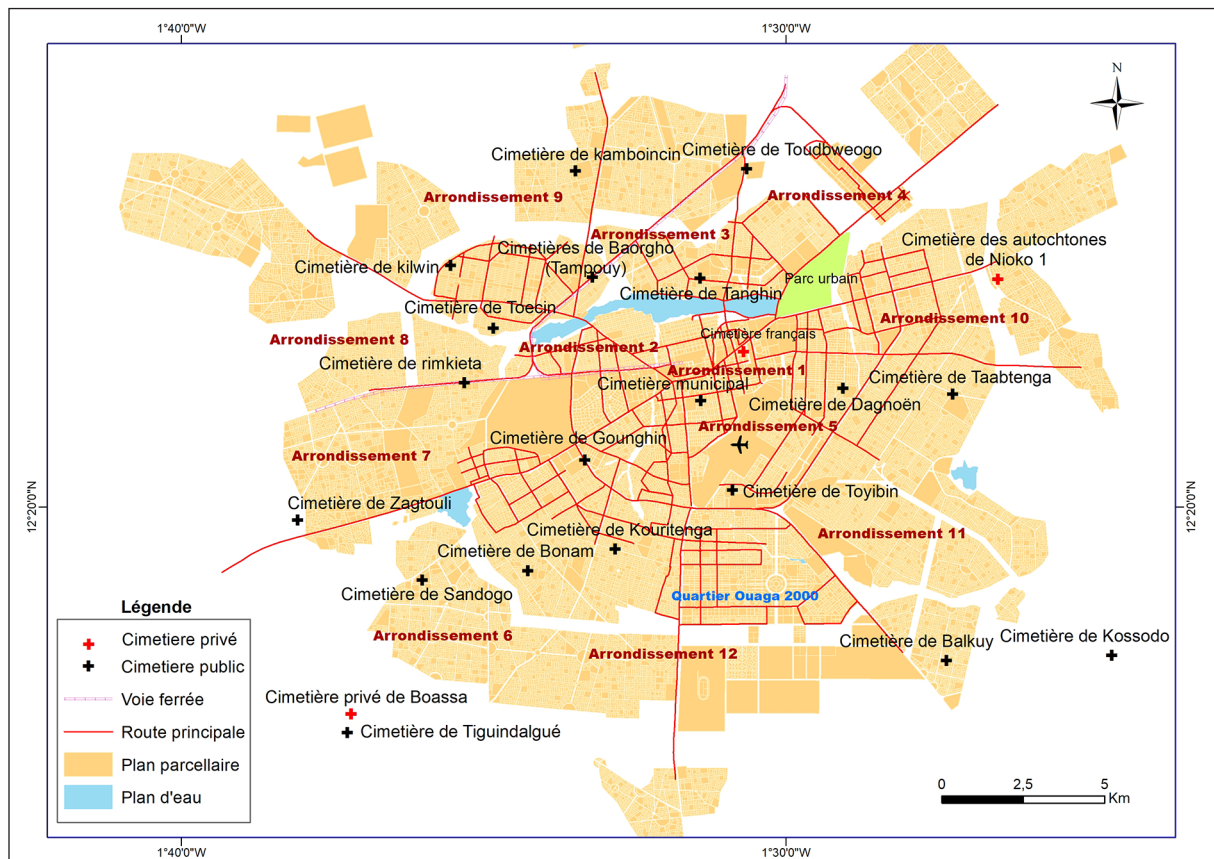 1°40'0"W
1°30'0"W
N
Cimetière de kamboincin
Cimetière de Toudbweogo
Arrondissement 9
Arrondissement 4
Arrondissement 3
Cimetière des autochtones
de Nioko 1
Cimetières de Baorgho
(Tampouy)
Cimetière de kilwin
Parc urbain
Cimetière de Tanghin
Cimetière de Toecin
Arrondissement 10
Cimetière français
Arrondissement 8
Arrondissement 2
Cimetière de rimkieta
Arrondissement 1
Cimetière municipal
Cimetière de Taabtenga
Cimetière de Dagnoën
Arrondissement 5
Cimetière de Gounghin
Arrondissement 7
Cimetière de Toyibin
Cimetière de Zagtouli
12°20'0"N
12°20'0"N
Cimetière de Kouritenga
Arrondissement 11
Cimetière de Bonam
Cimetière de Sandogo
Quartier Ouaga 2000
Arrondissement 6
Cimetière de Balkuy
Cimetière de Kossodo
Arrondissement 12
Cimetière privé de Boassa
Cimetière de Tiguindalgué
Légende
Cimetiere privé
Cimetiere public
Voie ferrée
Route principale
Plan parcellaire
Plan d'eau
0 2,5 5
Km
1°40'0"W
1°30'0"W